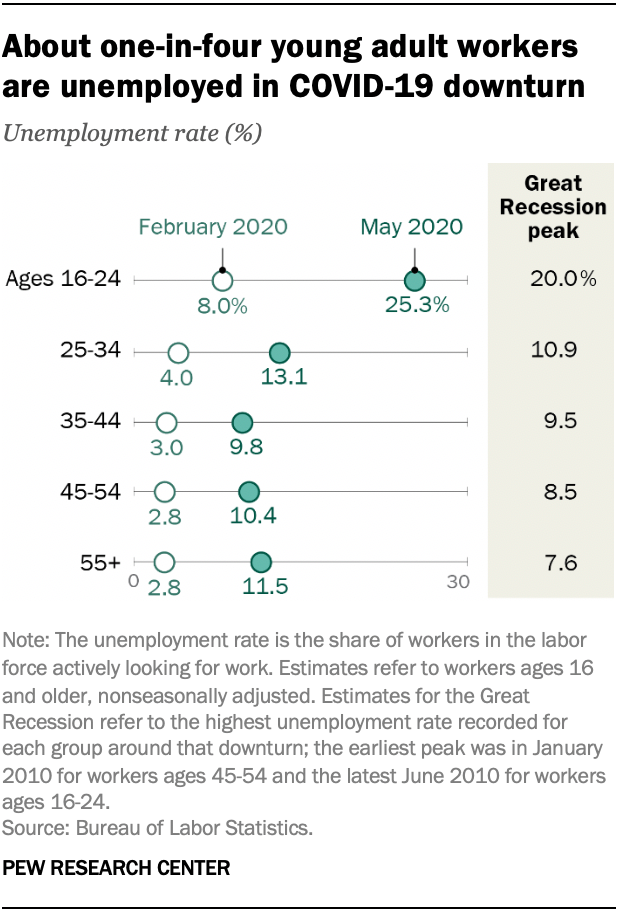 About one-in-four young adult workers
are unemployed in COVID-19 downturn
Unemployment rate (%)
Great
Recession
peak
February 2020 May 2020
Ages 16-24 20.0%
8.0% 25.3%
25-34 10.9
4.0 13.1
35-44 9.5
3.0 9.8
45-54 8.5
2.8 10.4
55+ 7.6
0 2.8 11.5 30
Note: The unemployment rate is the share of workers in the labor
force actively looking for work. Estimates refer to workers ages 16
and older, nonseasonally adjusted. Estimates for the Great
Recession refer to the highest unemployment rate recorded for
each group around that downturn; the earliest peak was in January
2010 for workers ages 45-54 and the latest June 2010 for workers
ages 16-24.
Source: Bureau of Labor Statistics.
PEW RESEARCH CENTER